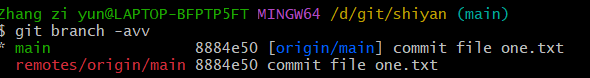 Zhang zi yun@LAPTOP-BFPTP5FT MINGW64 /d/git/shiyan (main)
$ git branch -avv
* main                8884e50 [origin/main] commit file one.txt
  remotes/origin/main 8884e50 commit file one.txt